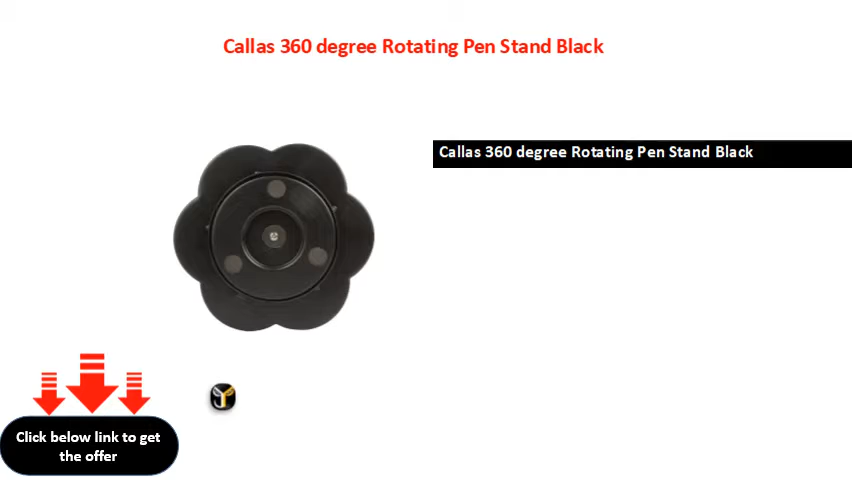 Callas 360 degree Rotating Pen Stand Black
Callas 360 degree Rotating Pen Stand Black
Click below link to get
the offer